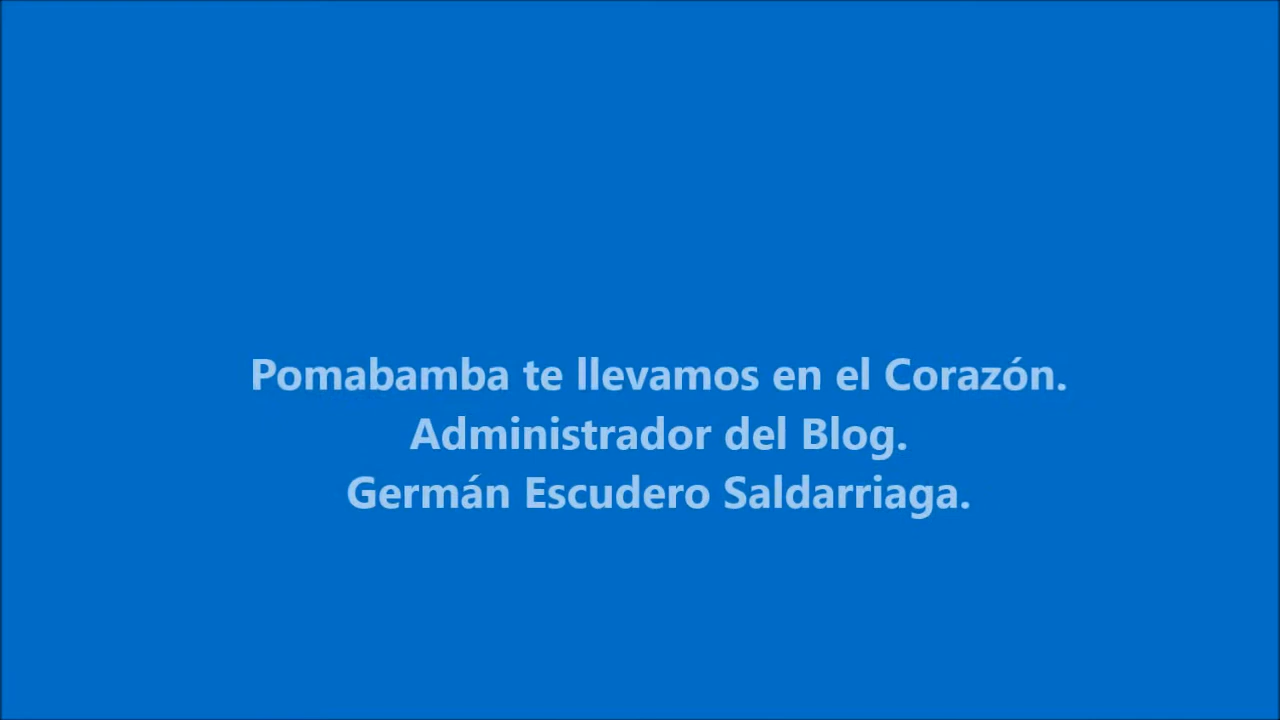 Pomabamba te llevamos en el Corazón.
Administrador del Blog.
Germán Escudero Saldarriaga.